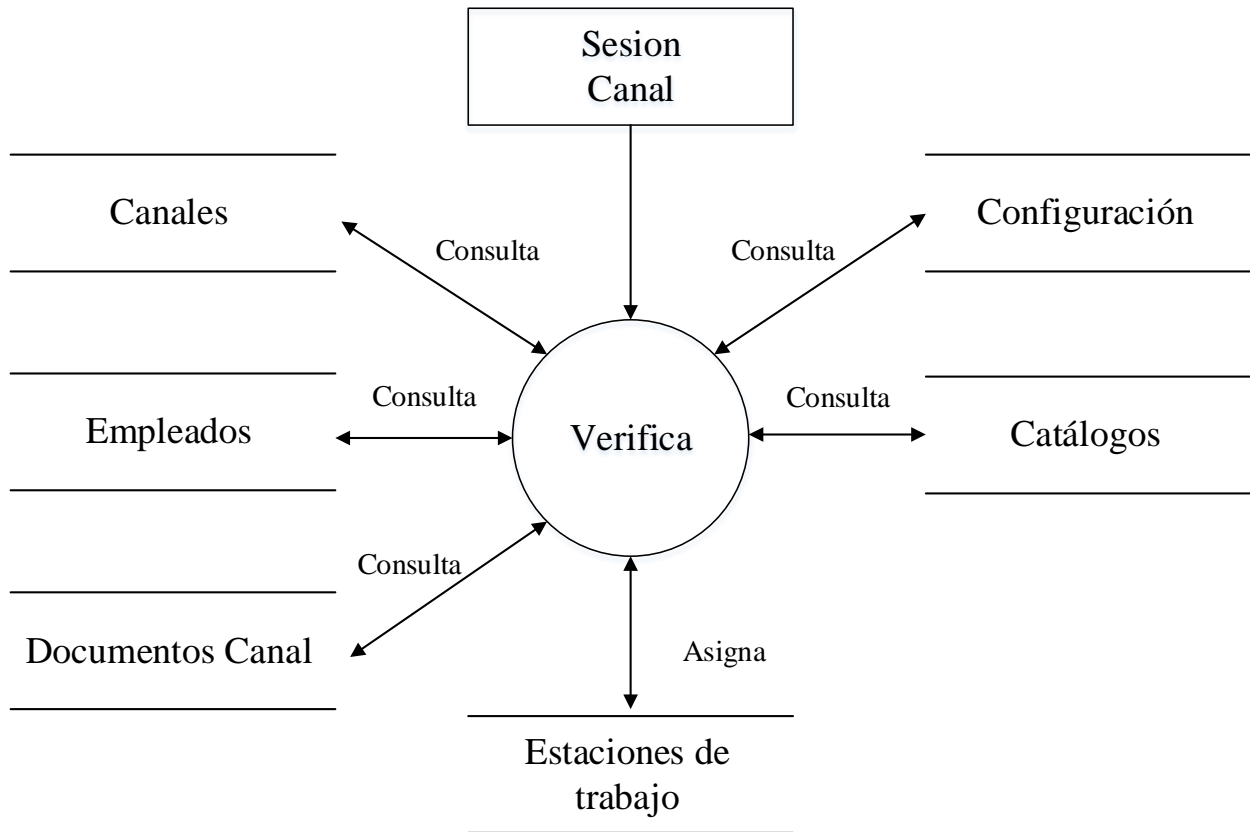 Sesion
Canal
Canales
Configuración
Consulta
Consulta
Empleados
Consulta
Verifica
Consulta
Catálogos
Consulta
Documentos Canal
Asigna
Estaciones de
trabajo